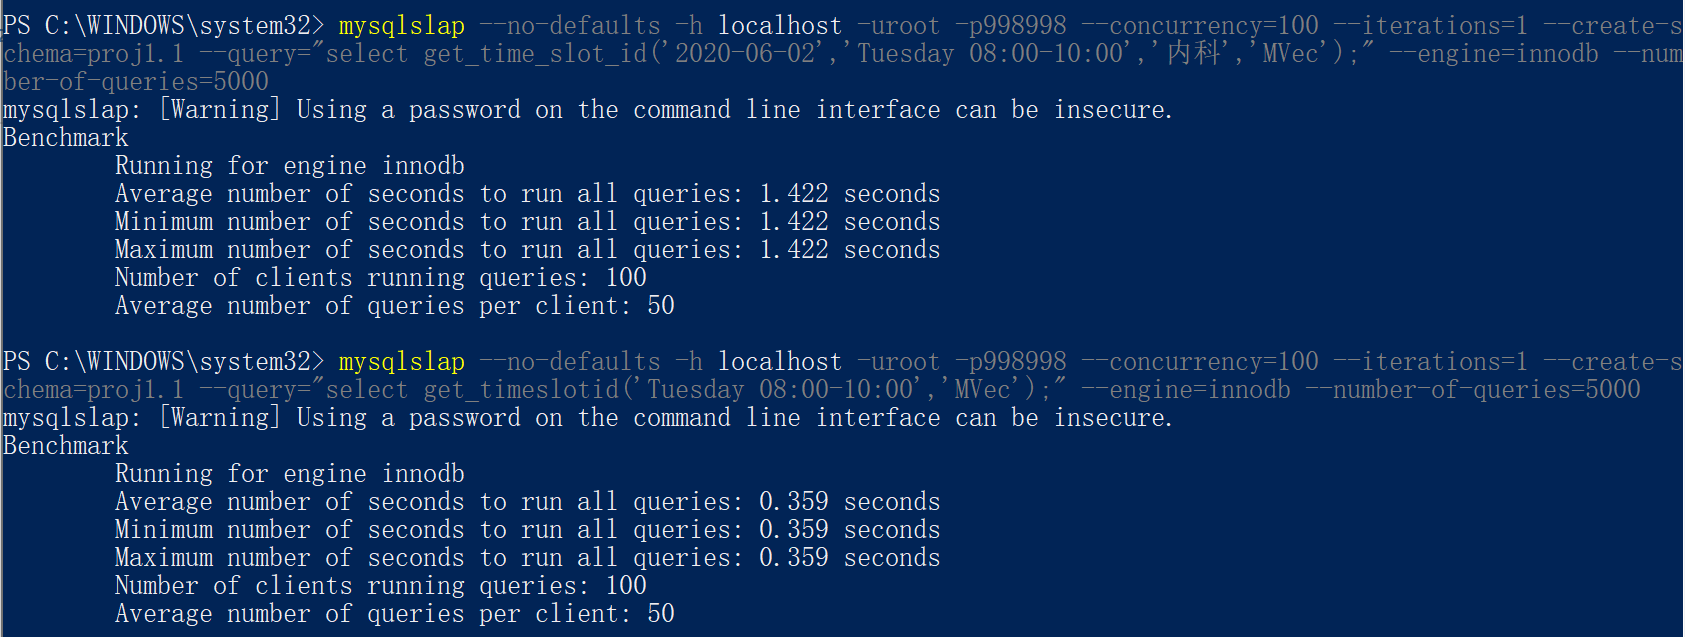 PS C:\WINDOWS\system32> mysqlslap --no-defaults -h localhost -uroot -p998998 --concurrency=100 --iterations=1 --create-s
chema=proj1.1 --query="select get_time_slot_id('2020-06-02','Tuesday 08:00-10:00','内科','MVec');" --engine=innodb --num
ber-of-queries=5000
mysqlslap: [Warning] Using a password on the command line interface can be insecure.
Benchmark
        Running for engine innodb
        Average number of seconds to run all queries: 1.422 seconds
        Minimum number of seconds to run all queries: 1.422 seconds
        Maximum number of seconds to run all queries: 1.422 seconds
        Number of clients running queries: 100
        Average number of queries per client: 50

PS C:\WINDOWS\system32> mysqlslap --no-defaults -h localhost -uroot -p998998 --concurrency=100 --iterations=1 --create-s
chema=proj1.1 --query="select get_timeslotid('Tuesday 08:00-10:00','MVec');" --engine=innodb --number-of-queries=5000
mysqlslap: [Warning] Using a password on the command line interface can be insecure.
Benchmark
        Running for engine innodb
        Average number of seconds to run all queries: 0.359 seconds
        Minimum number of seconds to run all queries: 0.359 seconds
        Maximum number of seconds to run all queries: 0.359 seconds
        Number of clients running queries: 100
        Average number of queries per client: 50